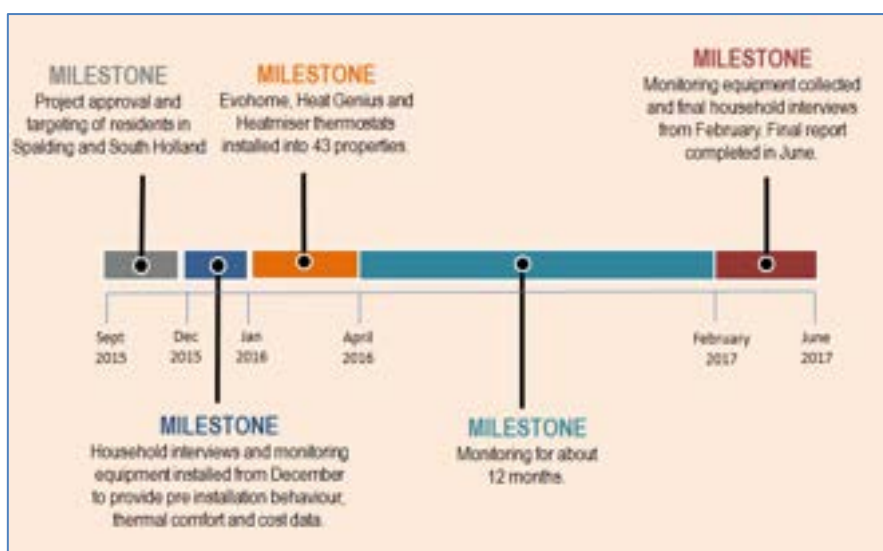 MILESTONE
Project approval and
targeting of residents in
Spalding and South Holland
MILESTONE
Evohome, Heat Genius and
Heatmiser thermostats
installed into 43 properties.
MILESTONE
Monitoring equipment collected
and final household interviews
from February. Final report
completed in June.
Sept
2015
Dec
2015
Jan
2016
April
2016
February
2017
June
2017
MILESTONE
Household interviews and monitoring
equipment installed from December
to provide pre installation behaviour,
thermal comfort and cost data.
MILESTONE
Monitoring for about
12 months.